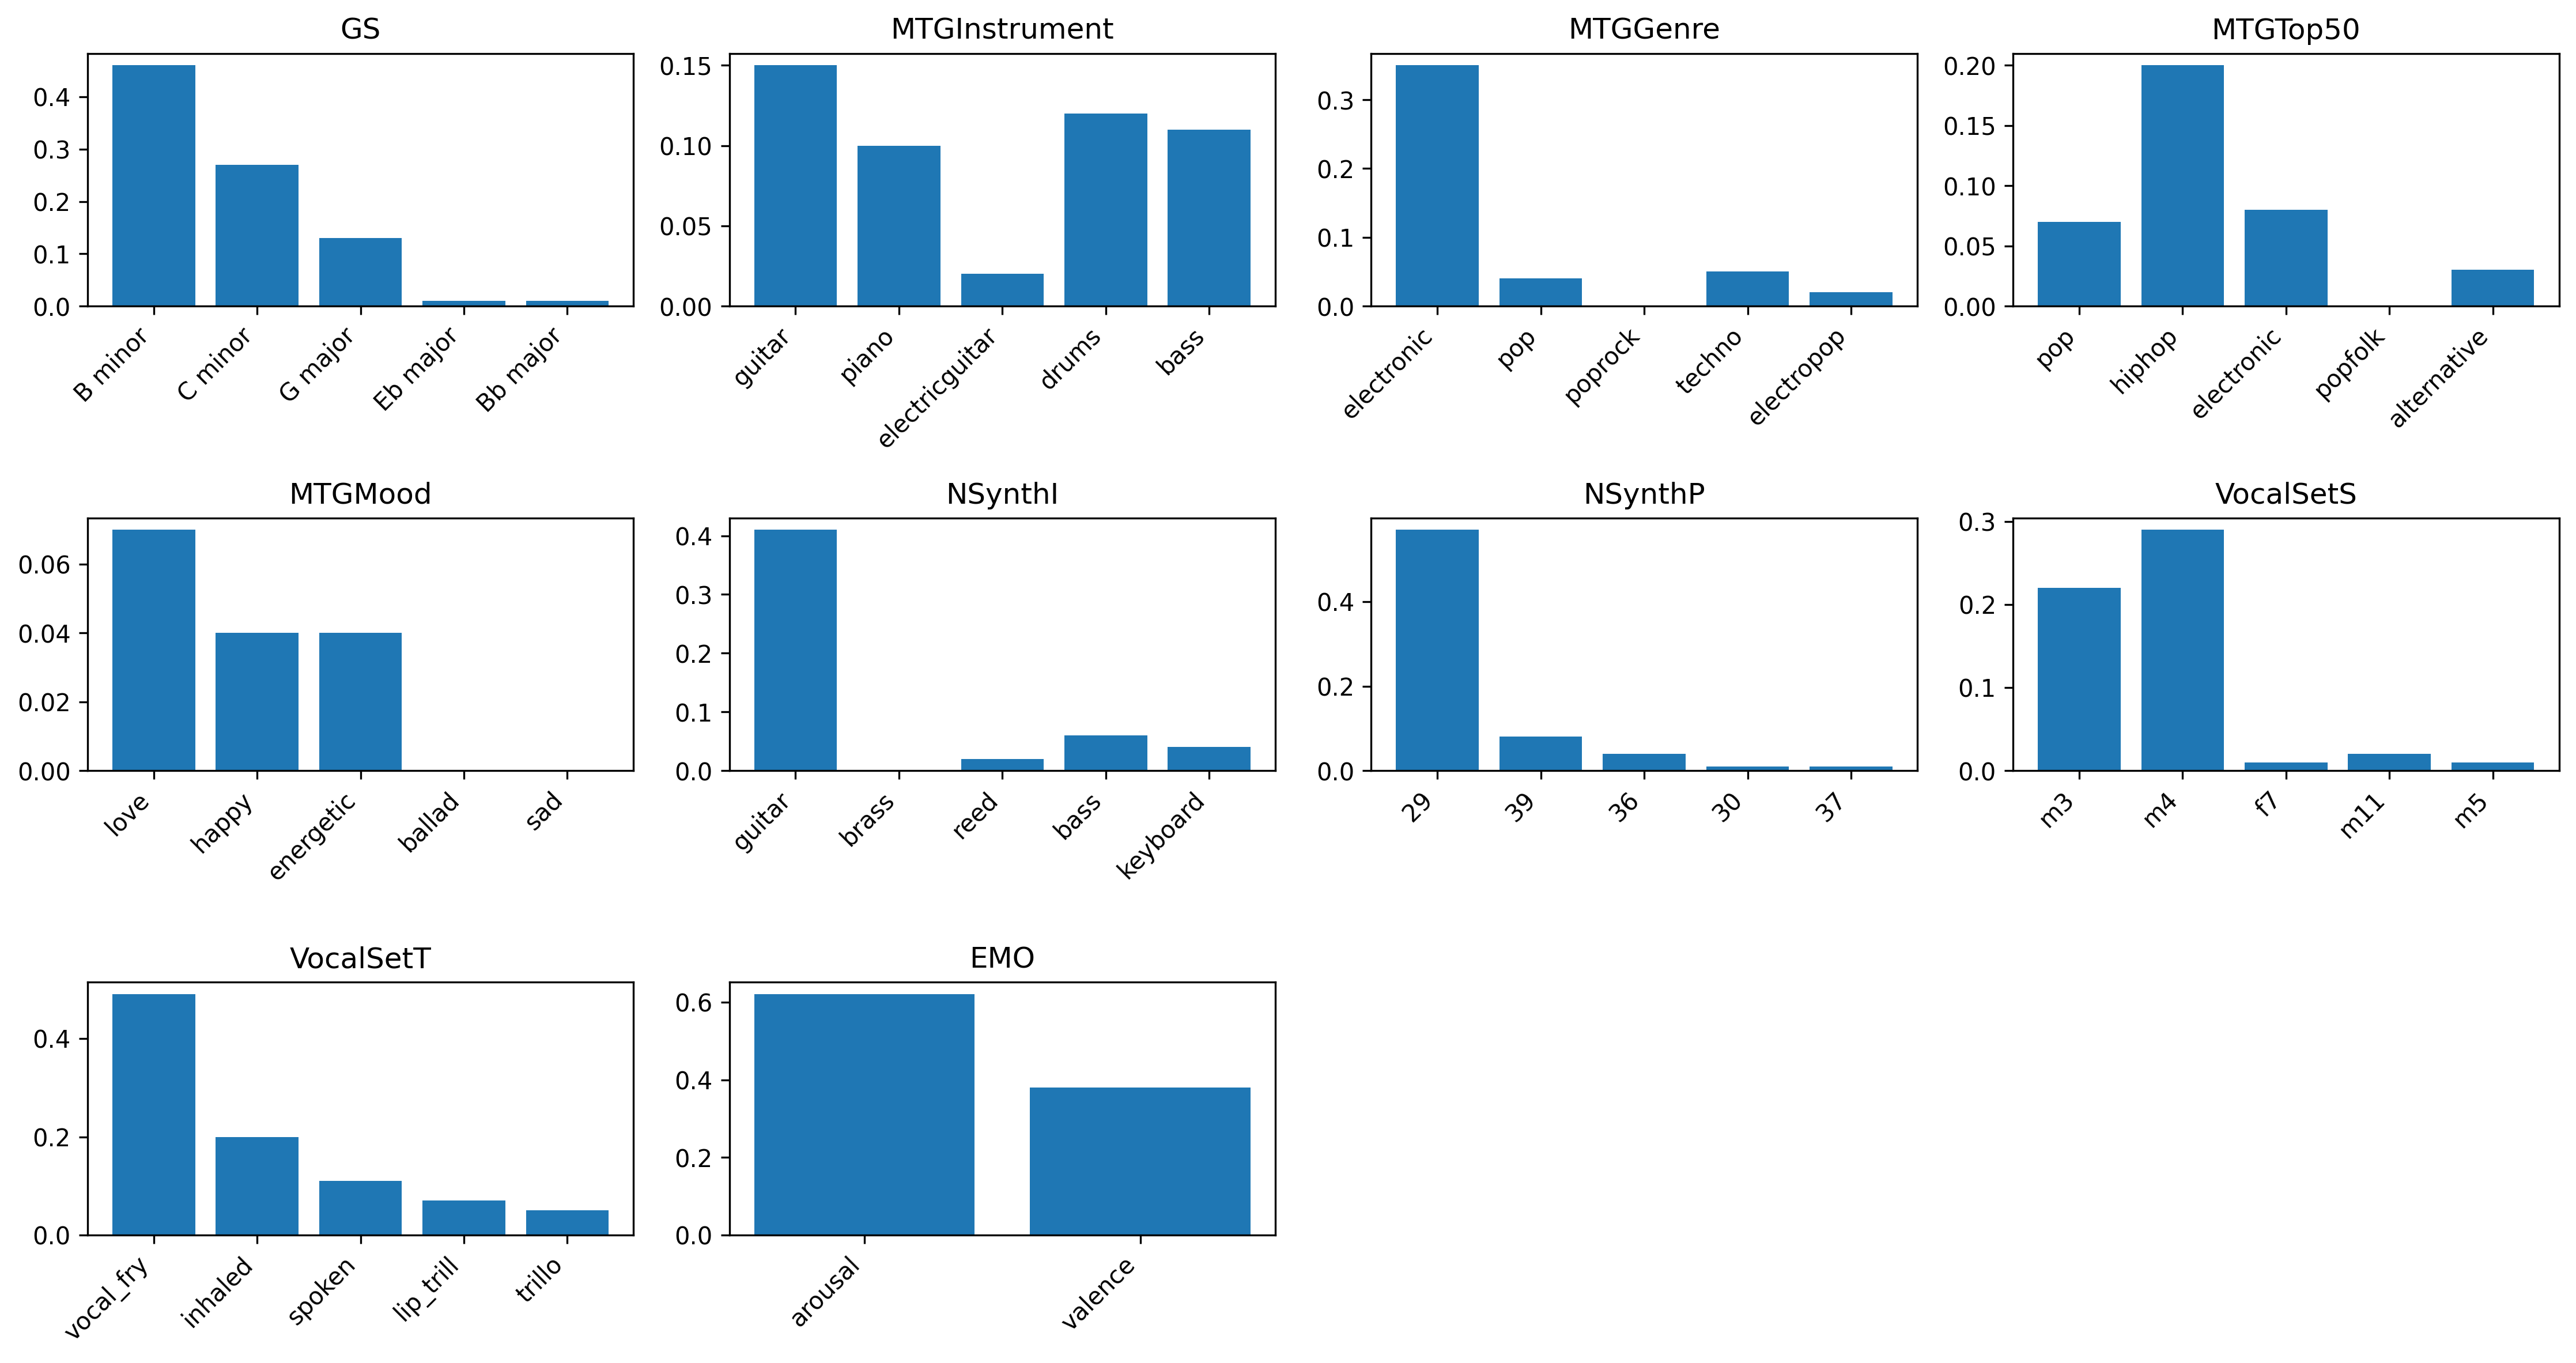 GS
0.4
0.3
0.2
0.1
0.0
B minor
C minor
G major
Eb major
Bb major
MTGInstrument
0.15
0.10
0.05
0.00
guitar
piano
electricguitar
drums
bass
MTGGenre
0.3
0.2
0.1
0.0
electronic
pop
poprock
techno
electropop
MTGTop50
0.20
0.15
0.10
0.05
0.00
pop
hiphop
electronic
popfolk
alternative
MTGMood
0.06
0.04
0.02
0.00
love
happy
energetic
ballad
sad
NSynthI
0.4
0.3
0.2
0.1
0.0
guitar
brass
reed
bass
keyboard
NSynthP
0.4
0.2
0.0
29
39
36
30
37
VocalSetS
0.3
0.2
0.1
0.0
m3
m4
f7
m11
m5
VocalSetT
0.4
0.2
0.0
vocal_fry
inhaled
spoken
lip_trill
trillo
EMO
0.6
0.4
0.2
0.0
arousal
valence